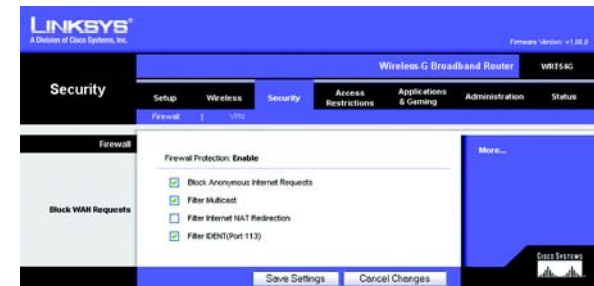 LINKSYS®
A Division of Cisco Systems, Inc.
Firmware Version: v1.00.0
Wireless-G Broadband Router WRT54G
Security
Setup Wireless Security Access Restrictions Applications & Gaming Administration Status
Firewall | VPN
Firewall
Firewall Protection: Enable
More...
Block WAN Requests
Block Anonymous Internet Requests
Filter Multicast
Filter Internet NAT Redirection
Filter IDENT(Port 113)
Save Settings Cancel Changes
CISCO SYSTEMS